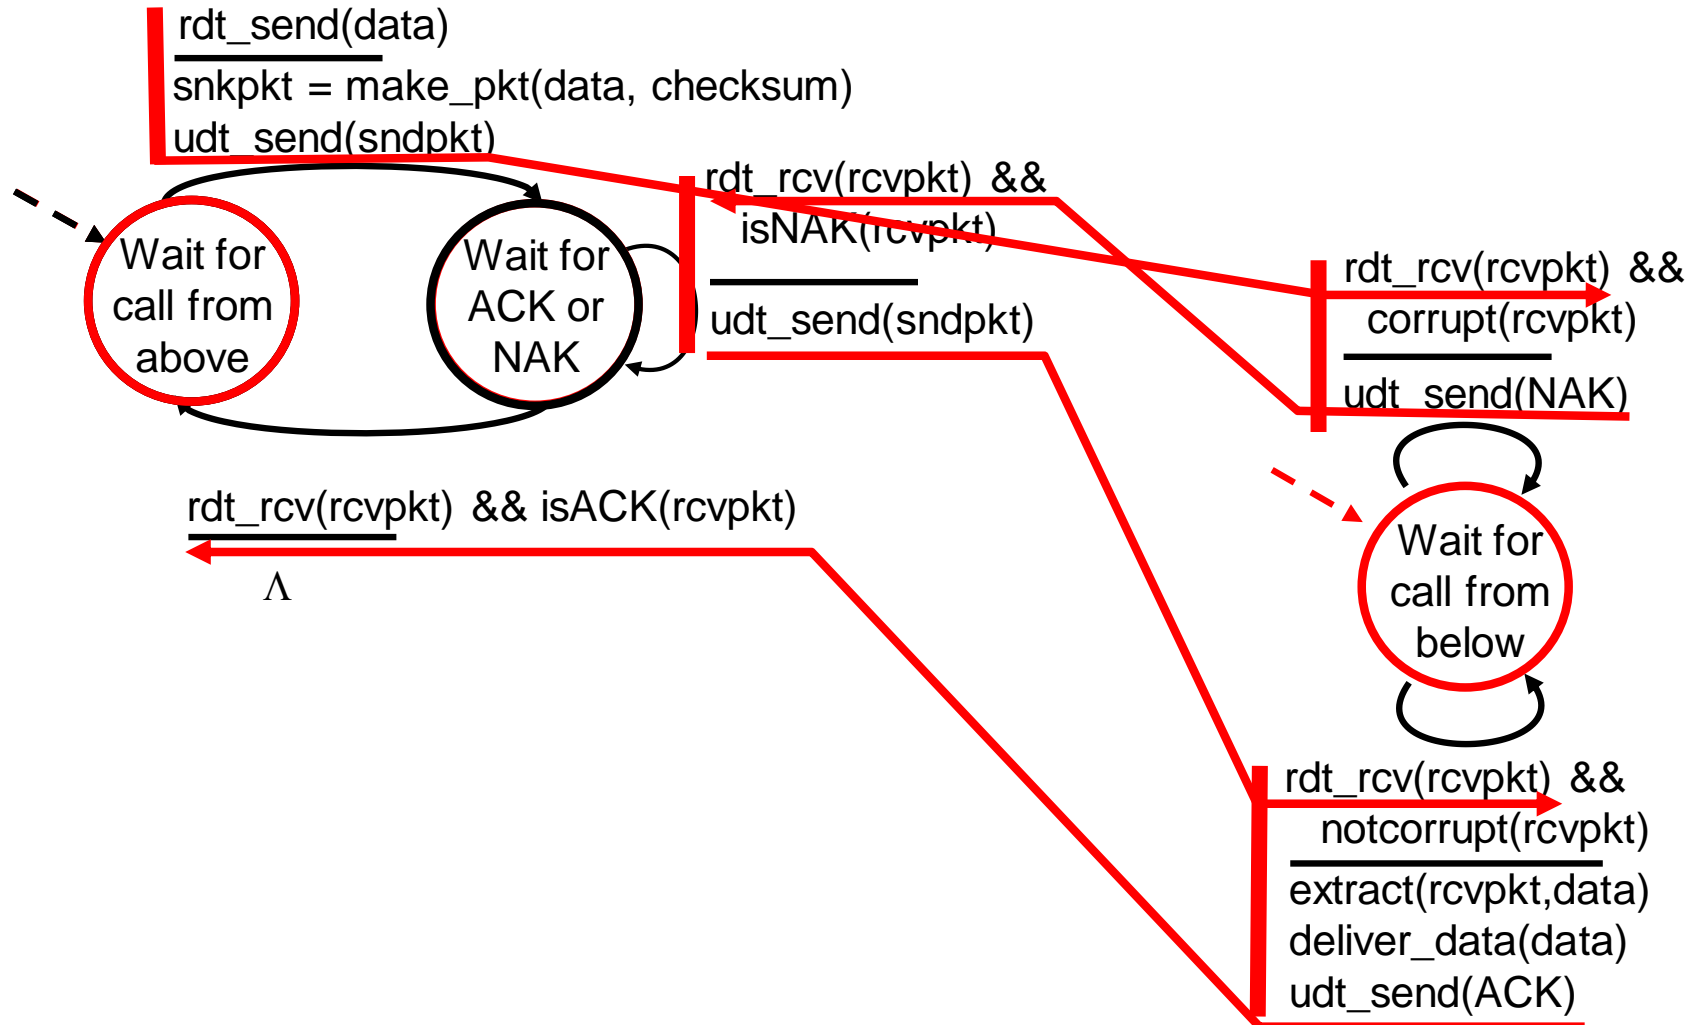 rdt_send(data)
snkpkt = make_pkt(data, checksum)
udt_send(sndpkt)
rdt_rcv(rcvpkt) &&
isNAK(rcvpkt)
udt_send(sndpkt)
Wait for
call from
above
Wait for
ACK or
NAK
rdt_rcv(rcvpkt) && isACK(rcvpkt)
Λ
rdt_rcv(rcvpkt) &&
corrupt(rcvpkt)
udt_send(NAK)
Wait for
call from
below
rdt_rcv(rcvpkt) &&
notcorrupt(rcvpkt)
extract(rcvpkt,data)
deliver_data(data)
udt_send(ACK)